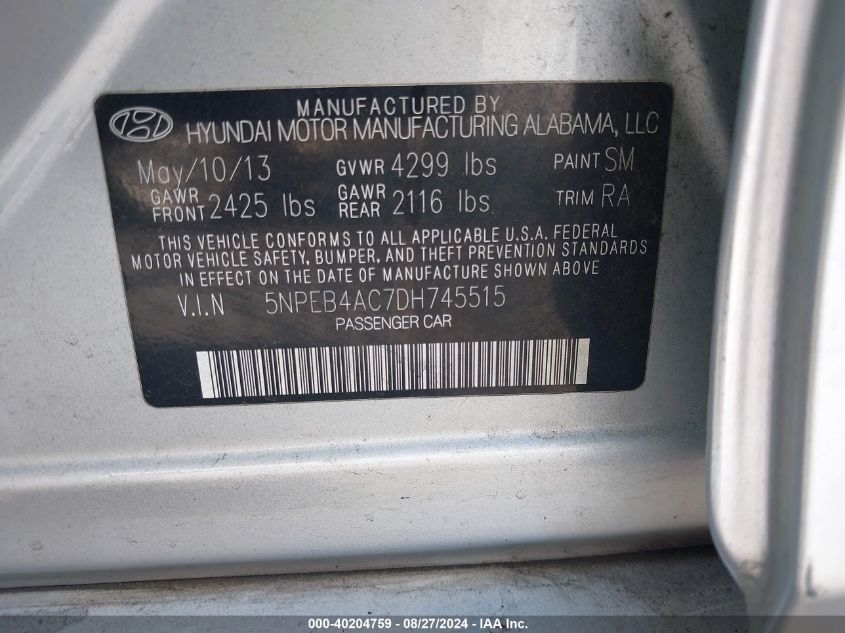 MANUFACTURED BY
HYUNDAI MOTOR MANUFACTURING ALABAMA, LLC
May/10/13 GVWR 4299 lbs PAINT SM
GAWR FRONT 2425 lbs GAWR REAR 2116 lbs TRIM RA
THIS VEHICLE CONFORMS TO ALL APPLICABLE U.S.A. FEDERAL
MOTOR VEHICLE SAFETY, BUMPER, AND THEFT PREVENTION STANDARDS
IN EFFECT ON THE DATE OF MANUFACTURE SHOWN ABOVE
V.I.N 5NPEB4AC7DH745515
PASSENGER CAR
000-40204759 — 08/27/2024 — IAA Inc.